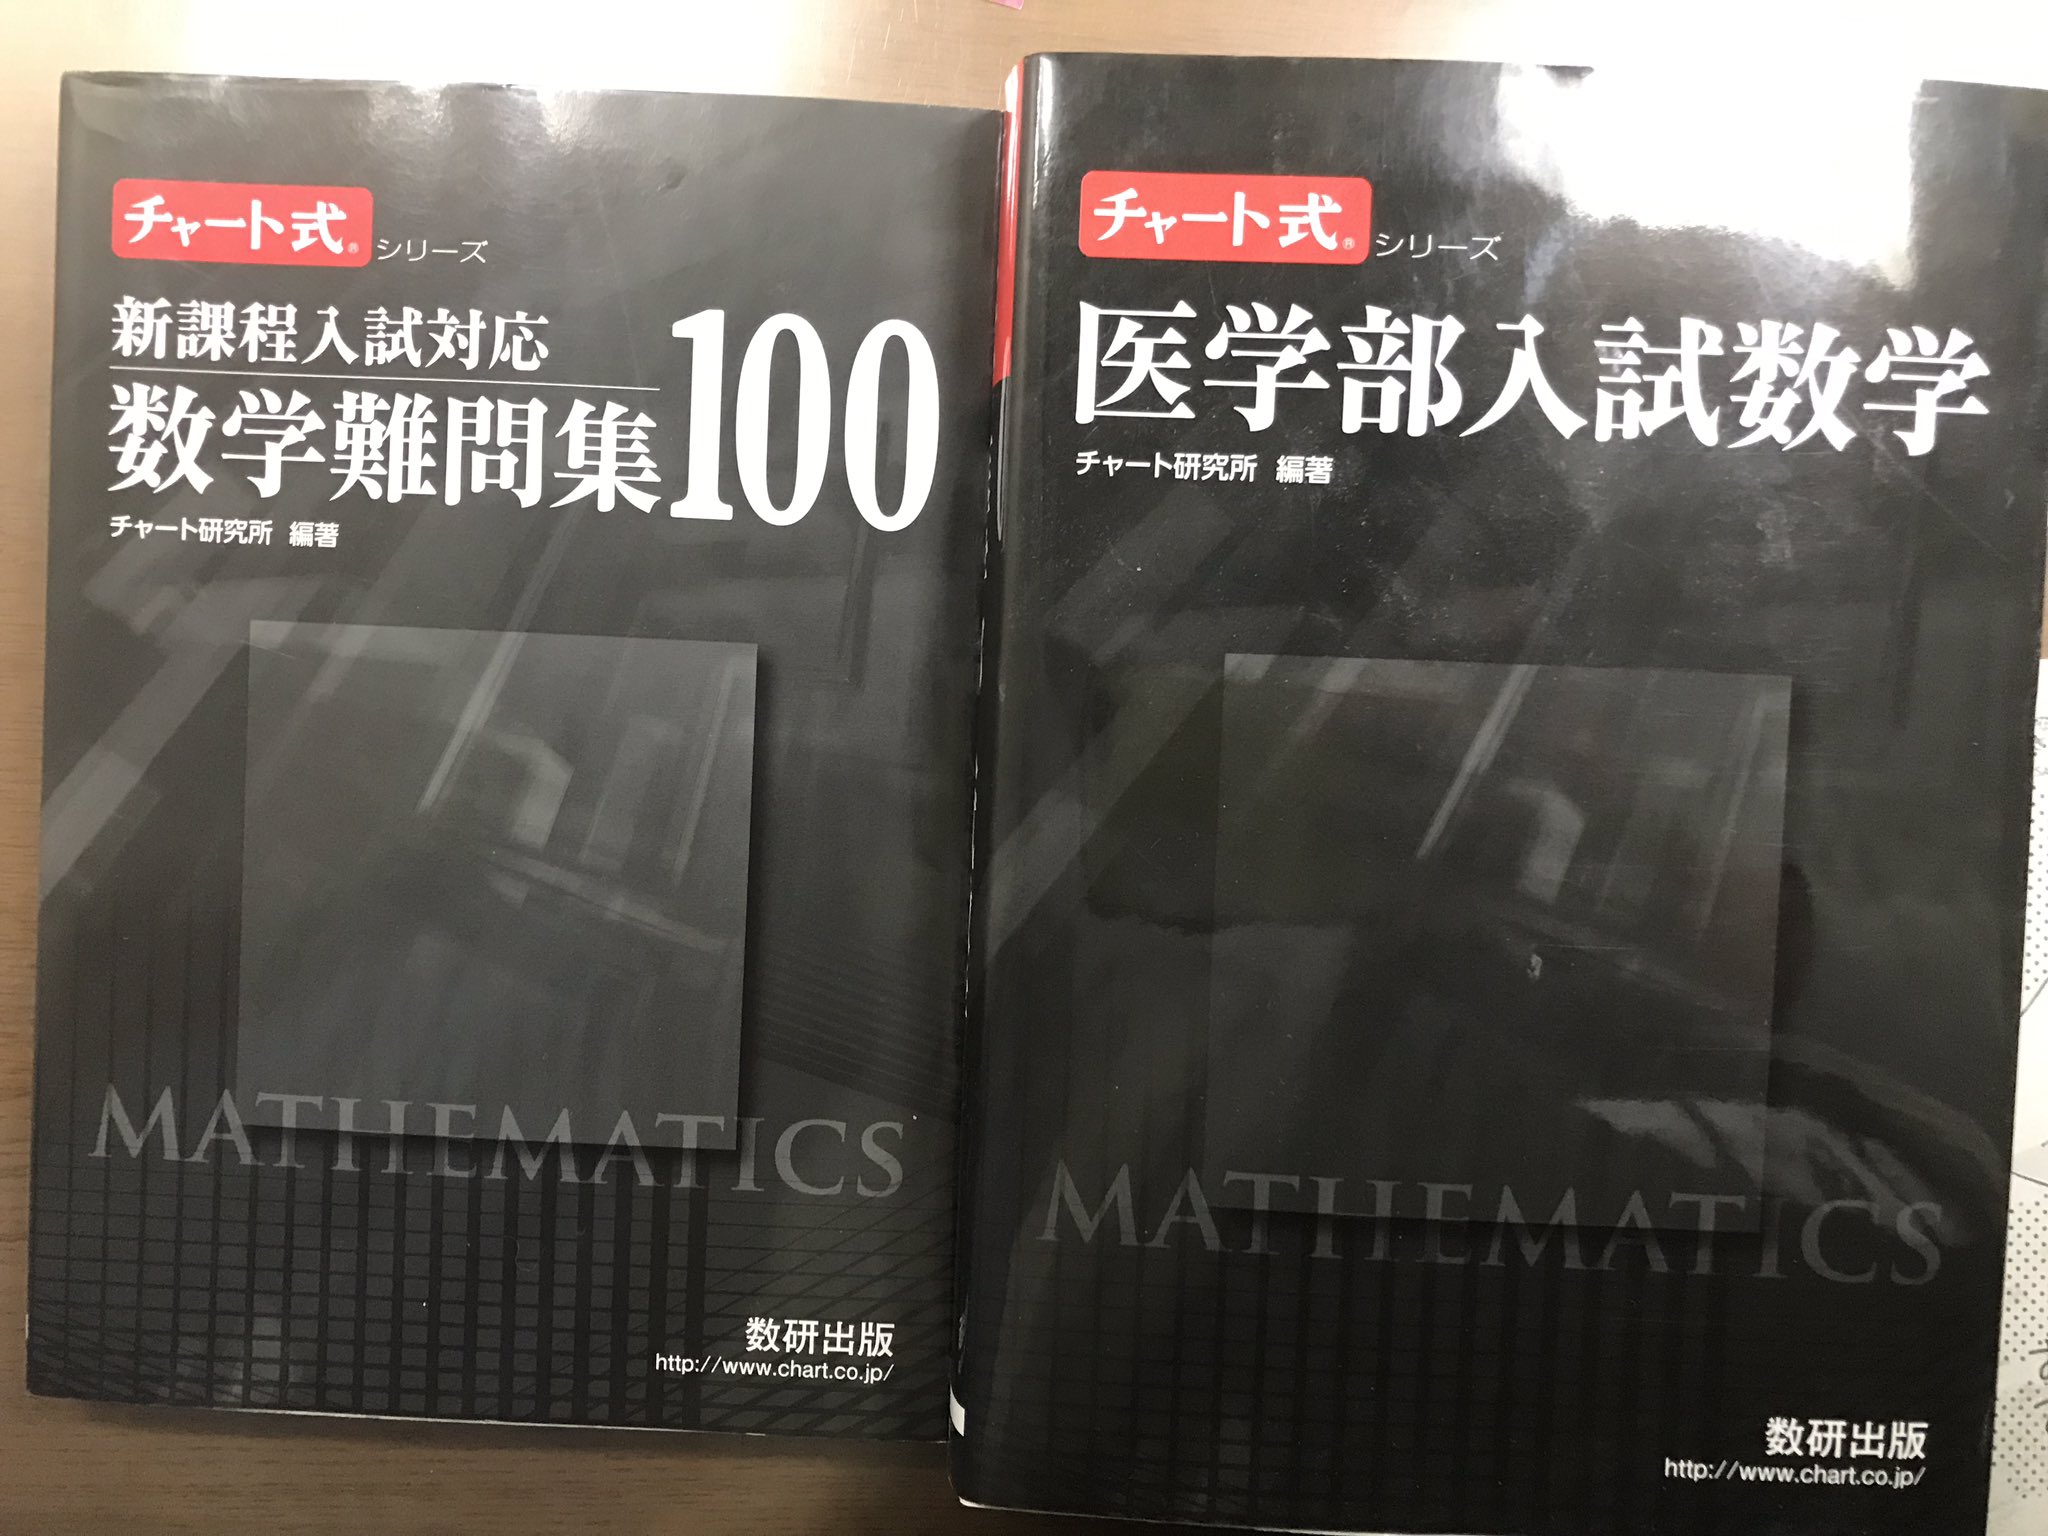 チャート式® シリーズ
新課程入試対応
数学難問集100
チャート研究所 編著
MATHEMATICS
数研出版
http://www.chart.co.jp/
チャート式® シリーズ
医学部入試数学
チャート研究所 編著
MATHEMATICS
数研出版
http://www.chart.co.jp/